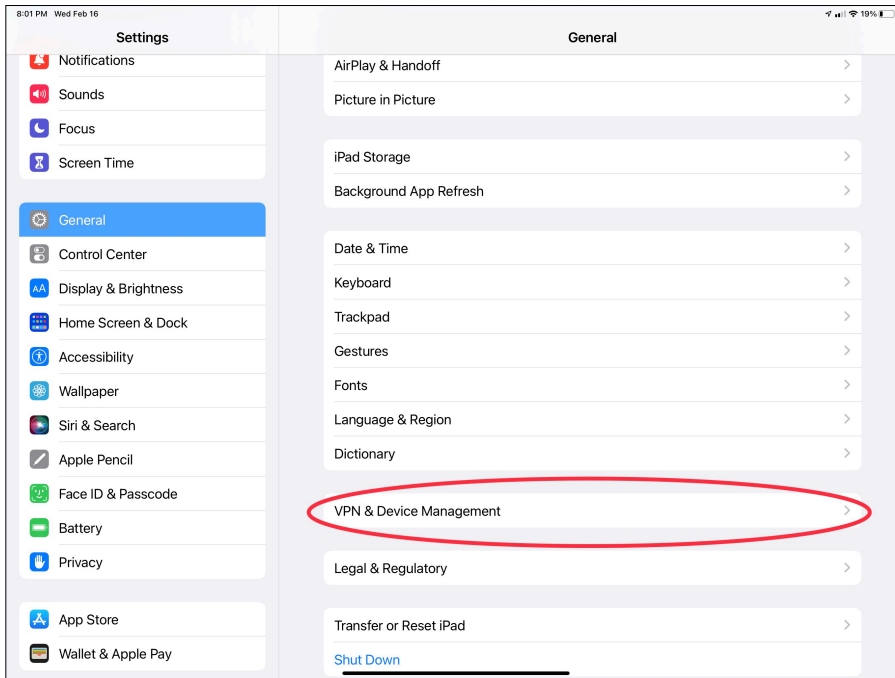 8:01 PM Wed Feb 16
19%
Settings
General
Notifications
Sounds
Focus
Screen Time
General
Control Center
AA
Display & Brightness
Home Screen & Dock
Accessibility
Wallpaper
Siri & Search
Apple Pencil
Face ID & Passcode
Battery
Privacy
App Store
Wallet & Apple Pay
AirPlay & Handoff
Picture in Picture
iPad Storage
Background App Refresh
Date & Time
Keyboard
Trackpad
Gestures
Fonts
Language & Region
Dictionary
VPN & Device Management
Legal & Regulatory
Transfer or Reset iPad
Shut Down